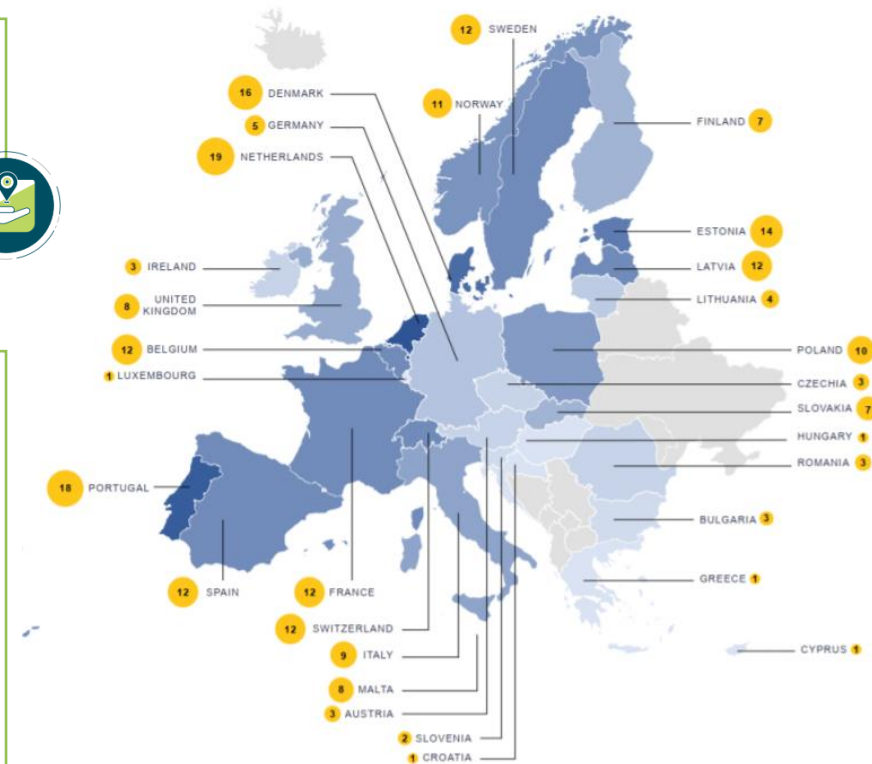 12 SWEDEN
16 DENMARK
11 NORWAY
5 GERMANY
FINLAND 7
19 NETHERLANDS
ESTONIA 14
LATVIA 12
3 IRELAND
LITHUANIA 4
8 UNITED
KINGDOM
12 BELGIUM
POLAND 10
1 LUXEMBOURG
CZECHIA 3
SLOVAKIA 7
HUNGARY 1
ROMANIA 3
18 PORTUGAL
BULGARIA 3
GREECE 1
12 SPAIN
12 FRANCE
12 SWITZERLAND
CYPRUS 1
9 ITALY
8 MALTA
3 AUSTRIA
2 SLOVENIA
1 CROATIA